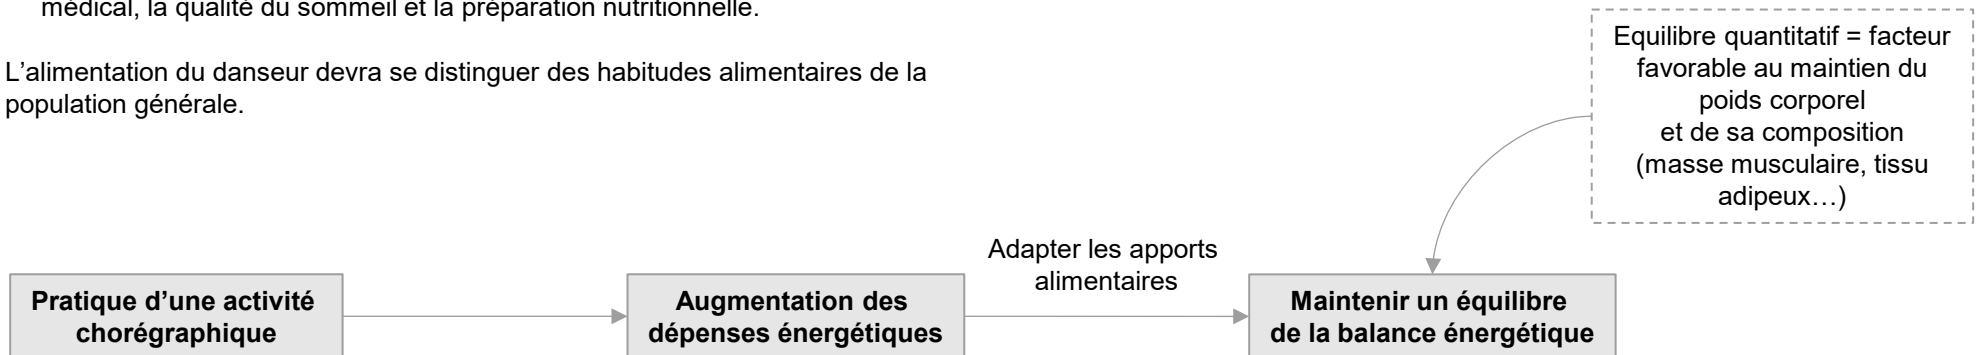 médical, la qualité du sommeil et la préparation nutritionnelle.
L’alimentation du danseur devra se distinguer des habitudes alimentaires de la
population générale.
Equilibre quantitatif = facteur
favorable au maintien du
poids corporel
et de sa composition
(masse musculaire, tissu
adipeux…)
Pratique d’une activité
chorégraphique
Augmentation des
dépenses énergétiques
Adapter les apports
alimentaires
Maintenir un équilibre
de la balance énergétique